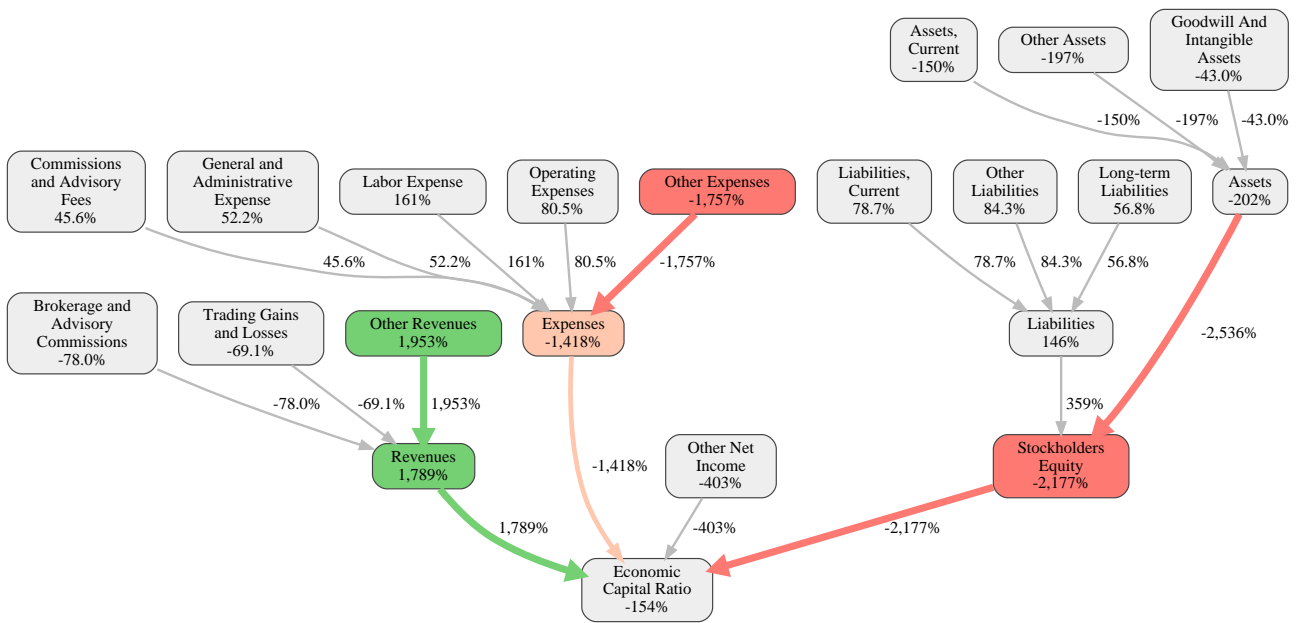 Assets,
Current
-150%
Other Assets
-197%
Goodwill And
Intangible
Assets
-43.0%
-150%
-197%
-43.0%
Commissions
and Advisory
Fees
45.6%
General and
Administrative
Expense
52.2%
Labor Expense
161%
Operating
Expenses
80.5%
Other Expenses
-1,757%
Liabilities,
Current
78.7%
Other
Liabilities
84.3%
Long-term
Liabilities
56.8%
Assets
-202%
45.6%
52.2%
161%
80.5%
-1,757%
78.7%
84.3%
56.8%
Brokerage and
Advisory
Commissions
-78.0%
Trading Gains
and Losses
-69.1%
Other Revenues
1,953%
Expenses
-1,418%
Liabilities
146%
-2,536%
-78.0%
-69.1%
1,953%
359%
Revenues
1,789%
-1,418%
Other Net
Income
-403%
Stockholders
Equity
-2,177%
1,789%
-403%
-2,177%
Economic
Capital Ratio
-154%